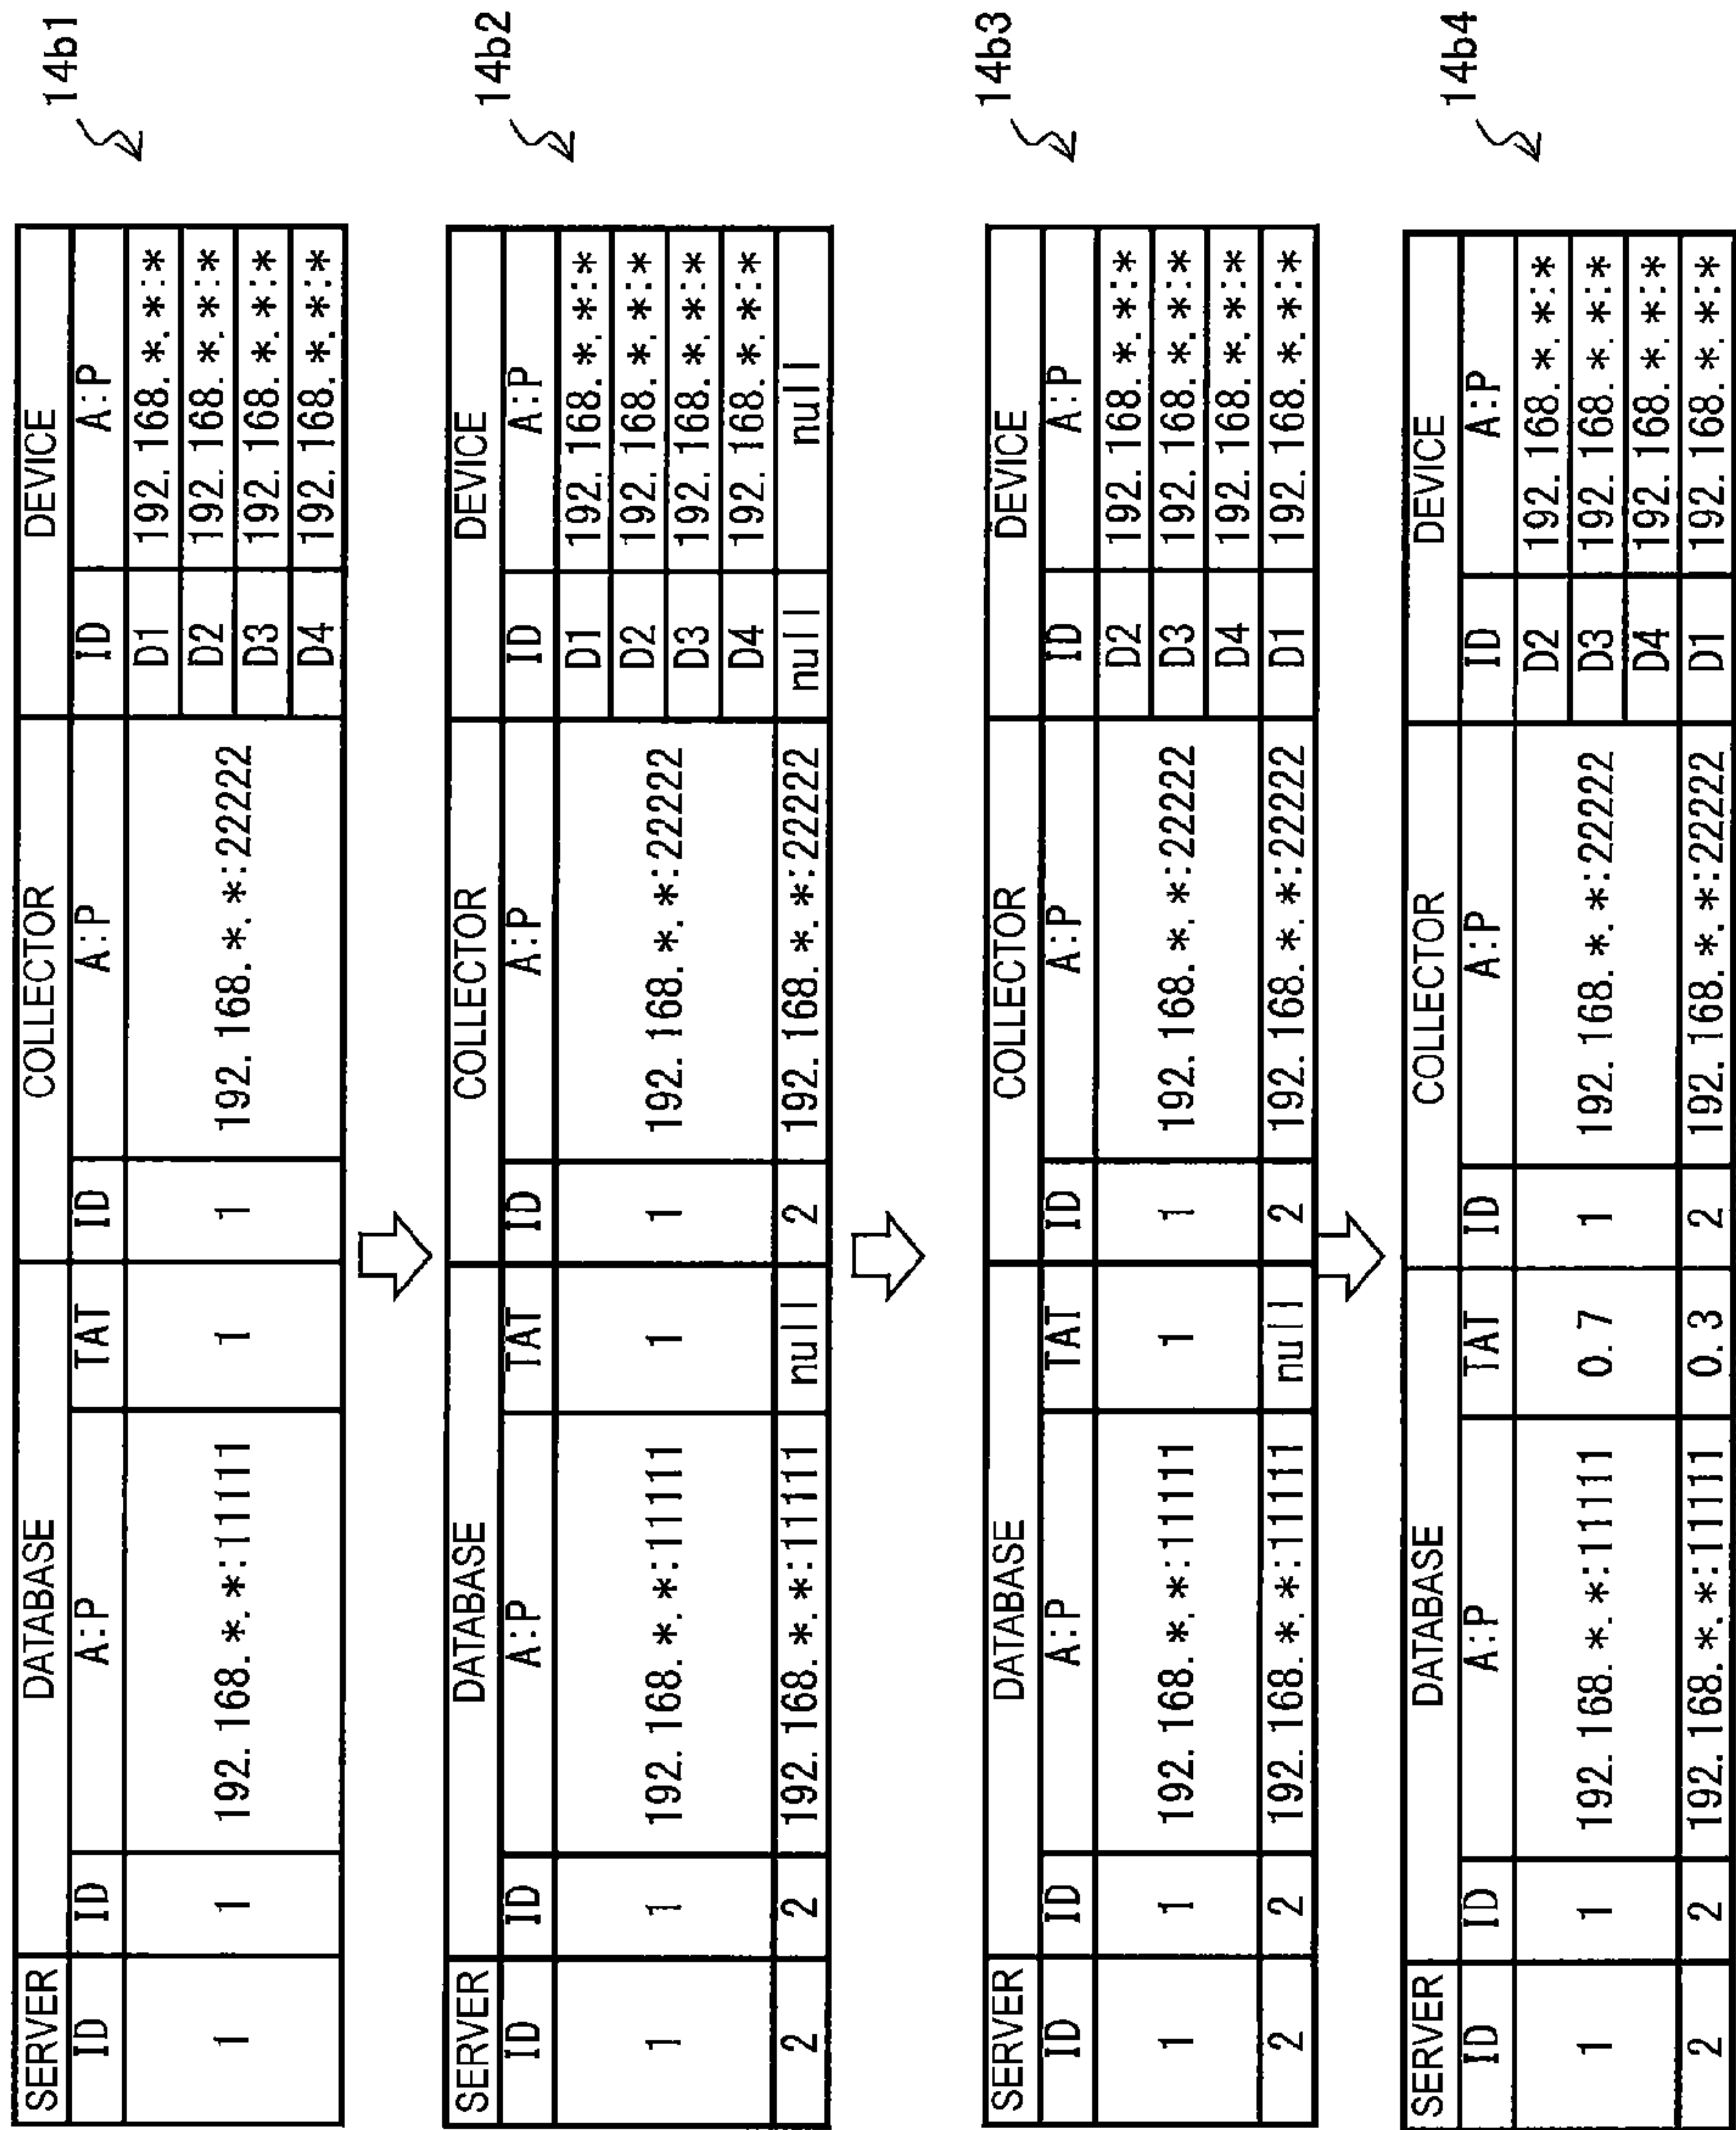 14b1
SERVER DATABASE COLLECTOR DEVICE
ID ID A:P TAT ID A:P ID A:P
1 1 192.168.*.*:11111 1 1 192.168.*.*:22222 D1 192.168.*.*:*
D2 192.168.*.*:*
D3 192.168.*.*:*
D4 192.168.*.*:*
14b2
SERVER DATABASE COLLECTOR DEVICE
ID ID A:P TAT ID A:P ID A:P
1 1 192.168.*.*:11111 1 1 192.168.*.*:22222 D1 192.168.*.*:*
D2 192.168.*.*:*
D3 192.168.*.*:*
D4 192.168.*.*:*
2 2 192.168.*.*:11111 null 2 192.168.*.*:22222 null null
14b3
SERVER DATABASE COLLECTOR DEVICE
ID ID A:P TAT ID A:P ID A:P
1 1 192.168.*.*:11111 1 1 192.168.*.*:22222 D2 192.168.*.*:*
D3 192.168.*.*:*
D4 192.168.*.*:*
2 2 192.168.*.*:11111 null 2 192.168.*.*:22222 D1 192.168.*.*:*
14b4
SERVER DATABASE COLLECTOR DEVICE
ID ID A:P TAT ID A:P ID A:P
1 1 192.168.*.*:11111 0.7 1 192.168.*.*:22222 D2 192.168.*.*:*
D3 192.168.*.*:*
D4 192.168.*.*:*
2 2 192.168.*.*:11111 0.3 2 192.168.*.*:22222 D1 192.168.*.*:*